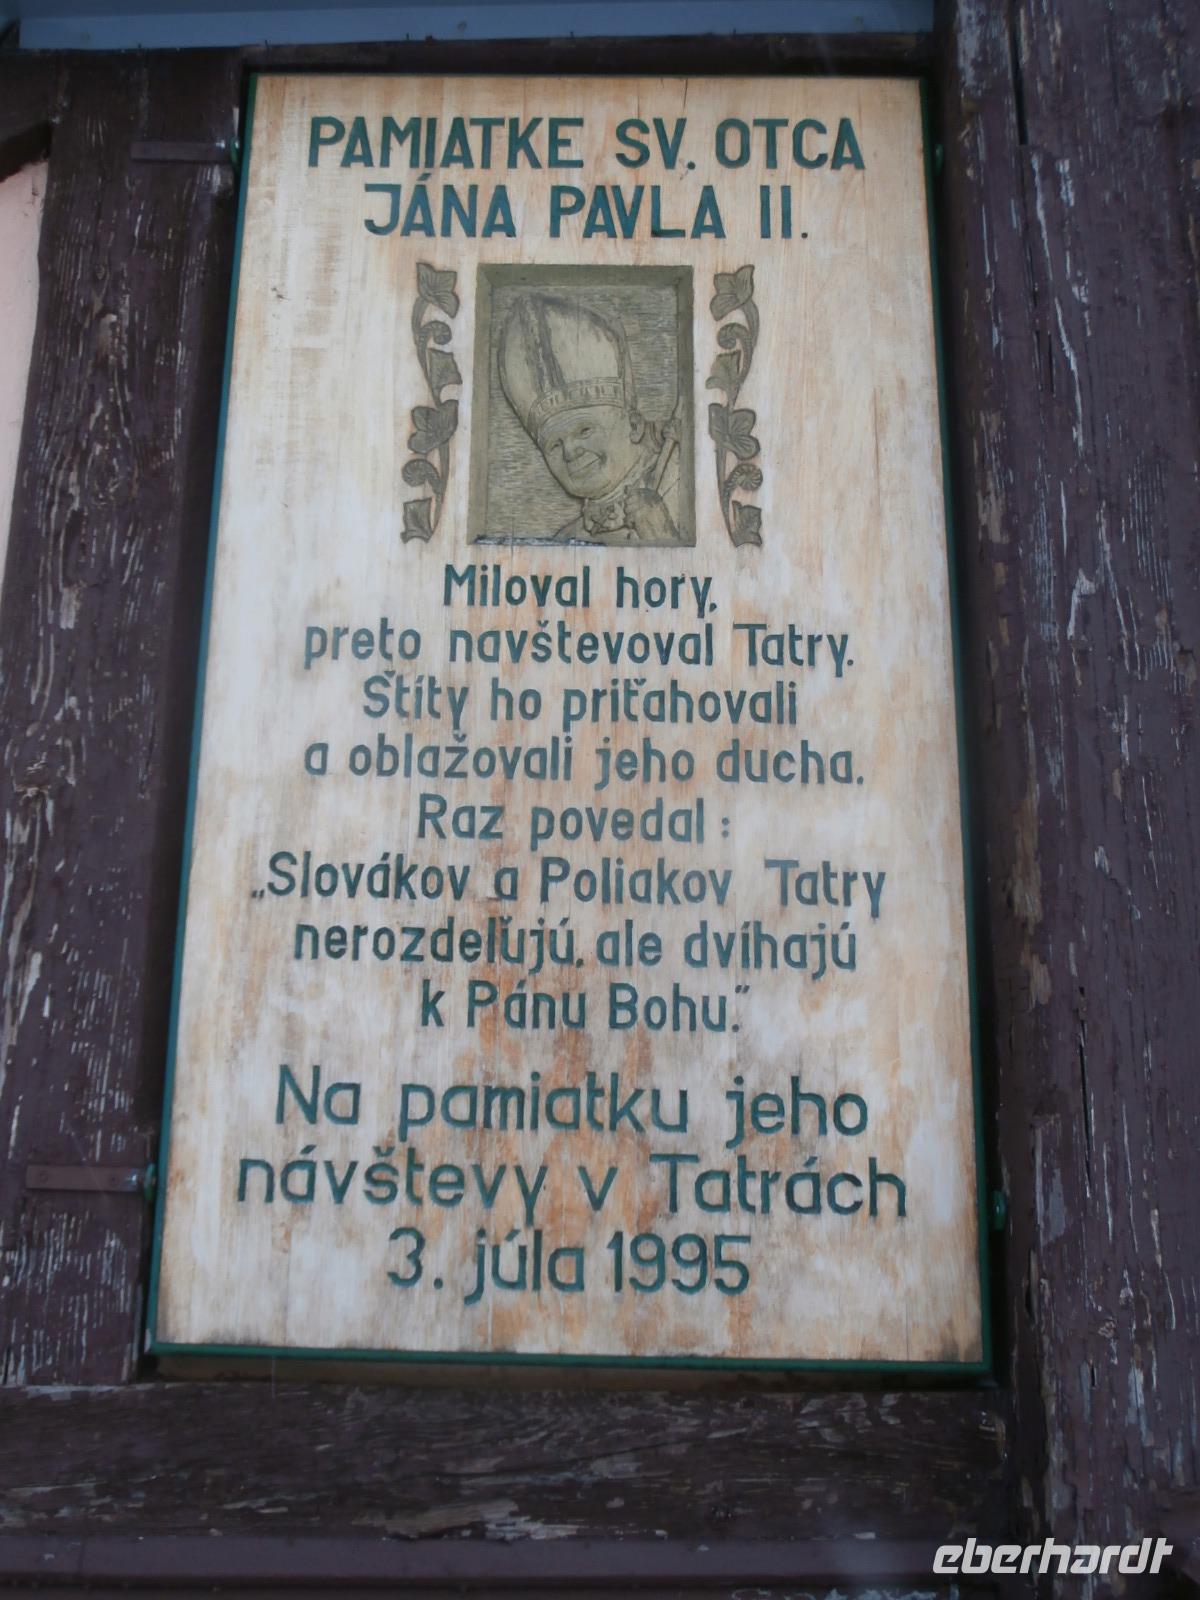 PAMIATKE SV. OTCA
JÁNA PAVLA II.
Miloval hory,
preto navštevoval Tatry.
Štíty ho priťahovali
a oblažovali jeho ducha.
Raz povedal:
„Slovákov a Poliakov Tatry
nerozdeľujú, ale dvíhajú
k Pánu Bohu."
Na pamiatku jeho
návštevy v Tatrách
3. júla 1995
eberhardt